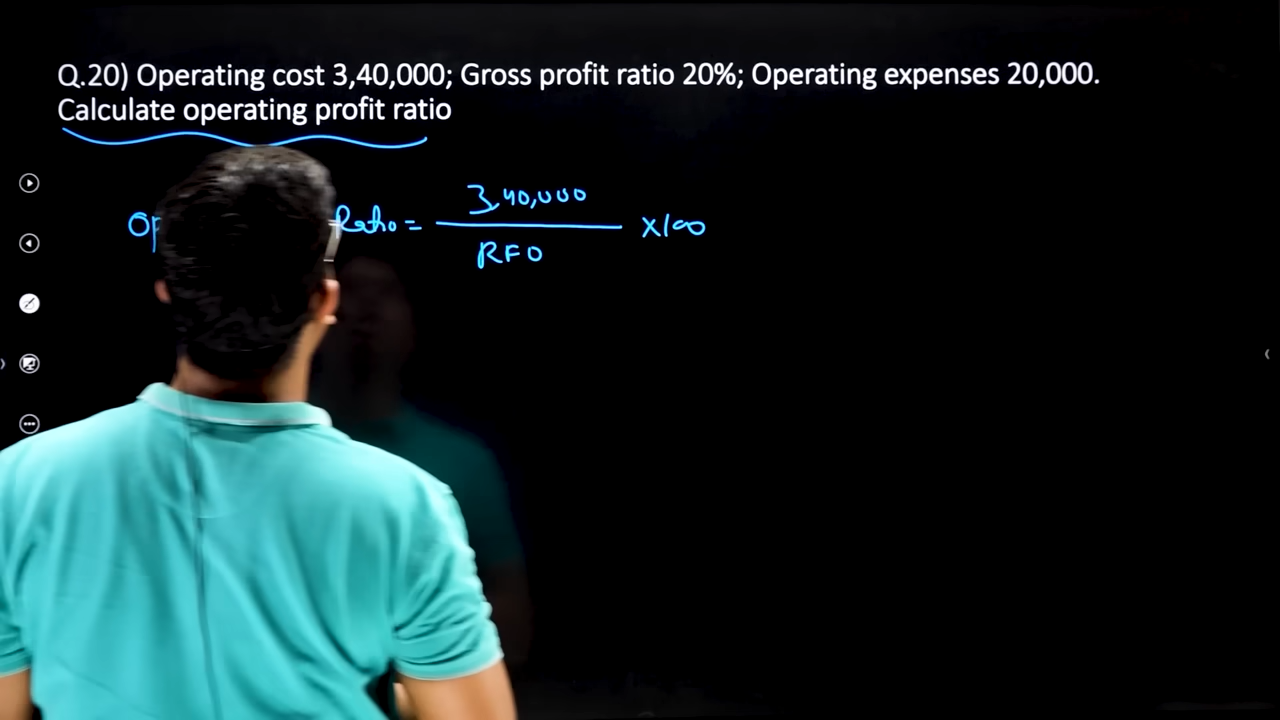 Q.20) Operating cost 3,40,000; Gross profit ratio 20%; Operating expenses 20,000.
Calculate operating profit ratio
Ratio = 3,40,000 x100
RFO